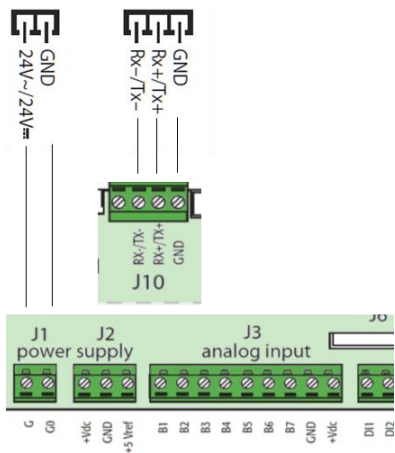 24V~/24V⎓
GND
Rx-/Tx-
Rx+/Tx+
GND
RX-/TX-
RX+/TX+
GND
J10
J1
power supply
J2
J3
analog input
G
G0
+Vdc
GND
+5 Vref
B1
B2
B3
B4
B5
B6
B7
GND
+Vdc
DI1
DI2